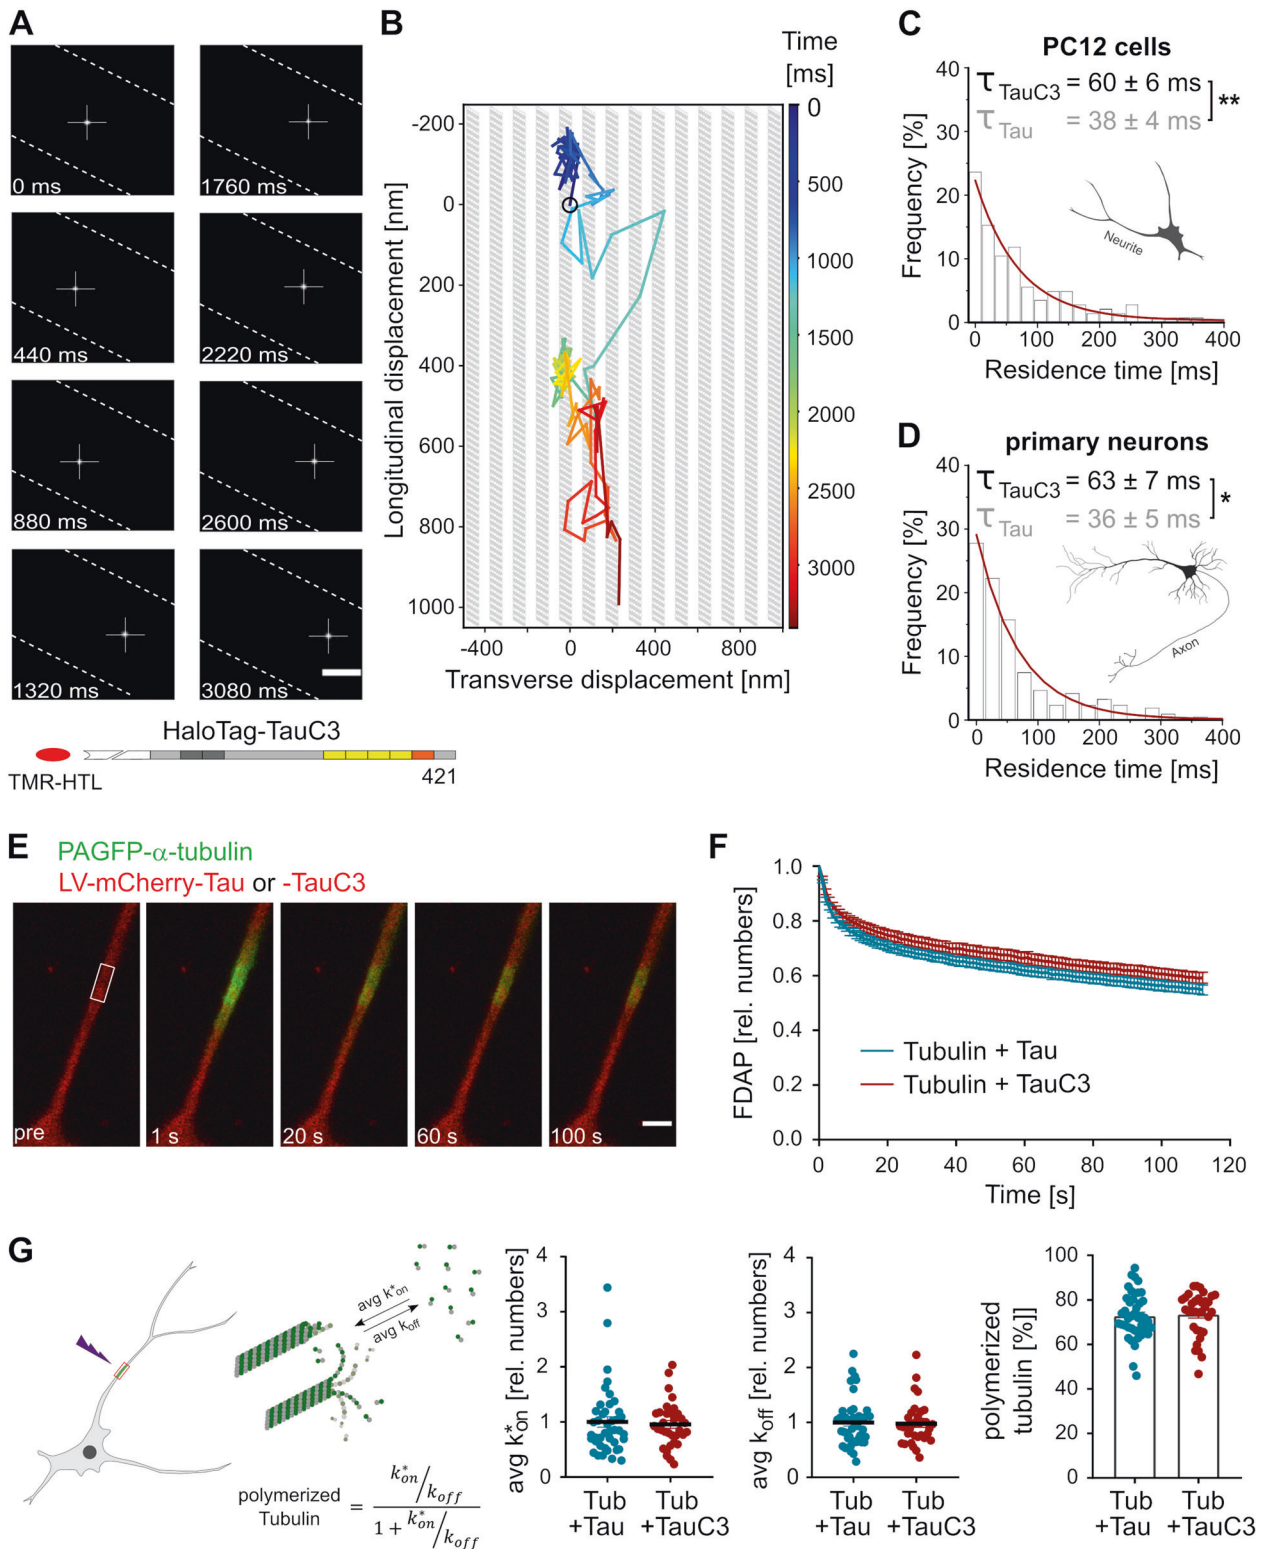 A
0 ms
1760 ms
440 ms
2220 ms
880 ms
2600 ms
1320 ms
3080 ms
HaloTag-TauC3
TMR-HTL
421
B
Time
[ms]
-200
0
200
400
600
800
1000
Longitudinal displacement [nm]
-400
0
400
800
Transverse displacement [nm]
0
500
1000
1500
2000
2500
3000
C
PC12 cells
τ TauC3 = 60 ± 6 ms
τ Tau = 38 ± 4 ms
**
Neurite
40
30
20
10
0
Frequency [%]
0
100
200
300
400
Residence time [ms]
D
primary neurons
τ TauC3 = 63 ± 7 ms
τ Tau = 36 ± 5 ms
*
Axon
40
30
20
10
0
Frequency [%]
0
100
200
300
400
Residence time [ms]
E
PAGFP-α-tubulin
LV-mCherry-Tau or -TauC3
pre
1 s
20 s
60 s
100 s
F
1.0
0.8
0.6
0.4
0.2
0.0
FDAP [rel. numbers]
Tubulin + Tau
Tubulin + TauC3
0
20
40
60
80
100
120
Time [s]
G
avg k*on
avg koff
polymerized
Tubulin
=
k*on/koff
1 + k*on/koff
avg k*on [rel. numbers]
4
3
2
1
0
Tub
+Tau
Tub
+TauC3
avg koff [rel. numbers]
4
3
2
1
0
Tub
+Tau
Tub
+TauC3
polymerized
tubulin [%]]
100
80
60
40
20
0
Tub
+Tau
Tub
+TauC3